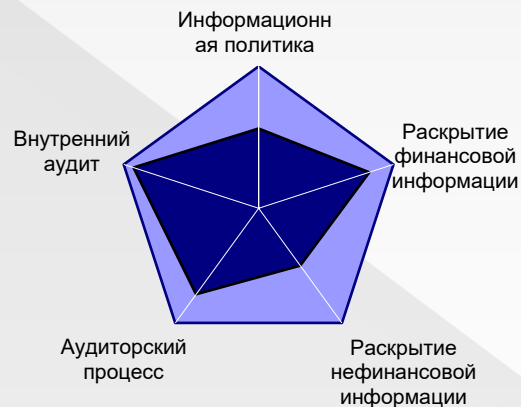 Информационн
ая политика
Раскрытие
финансовой
информации
Раскрытие
нефинансовой
информации
Аудиторский
процесс
Внутренний
аудит